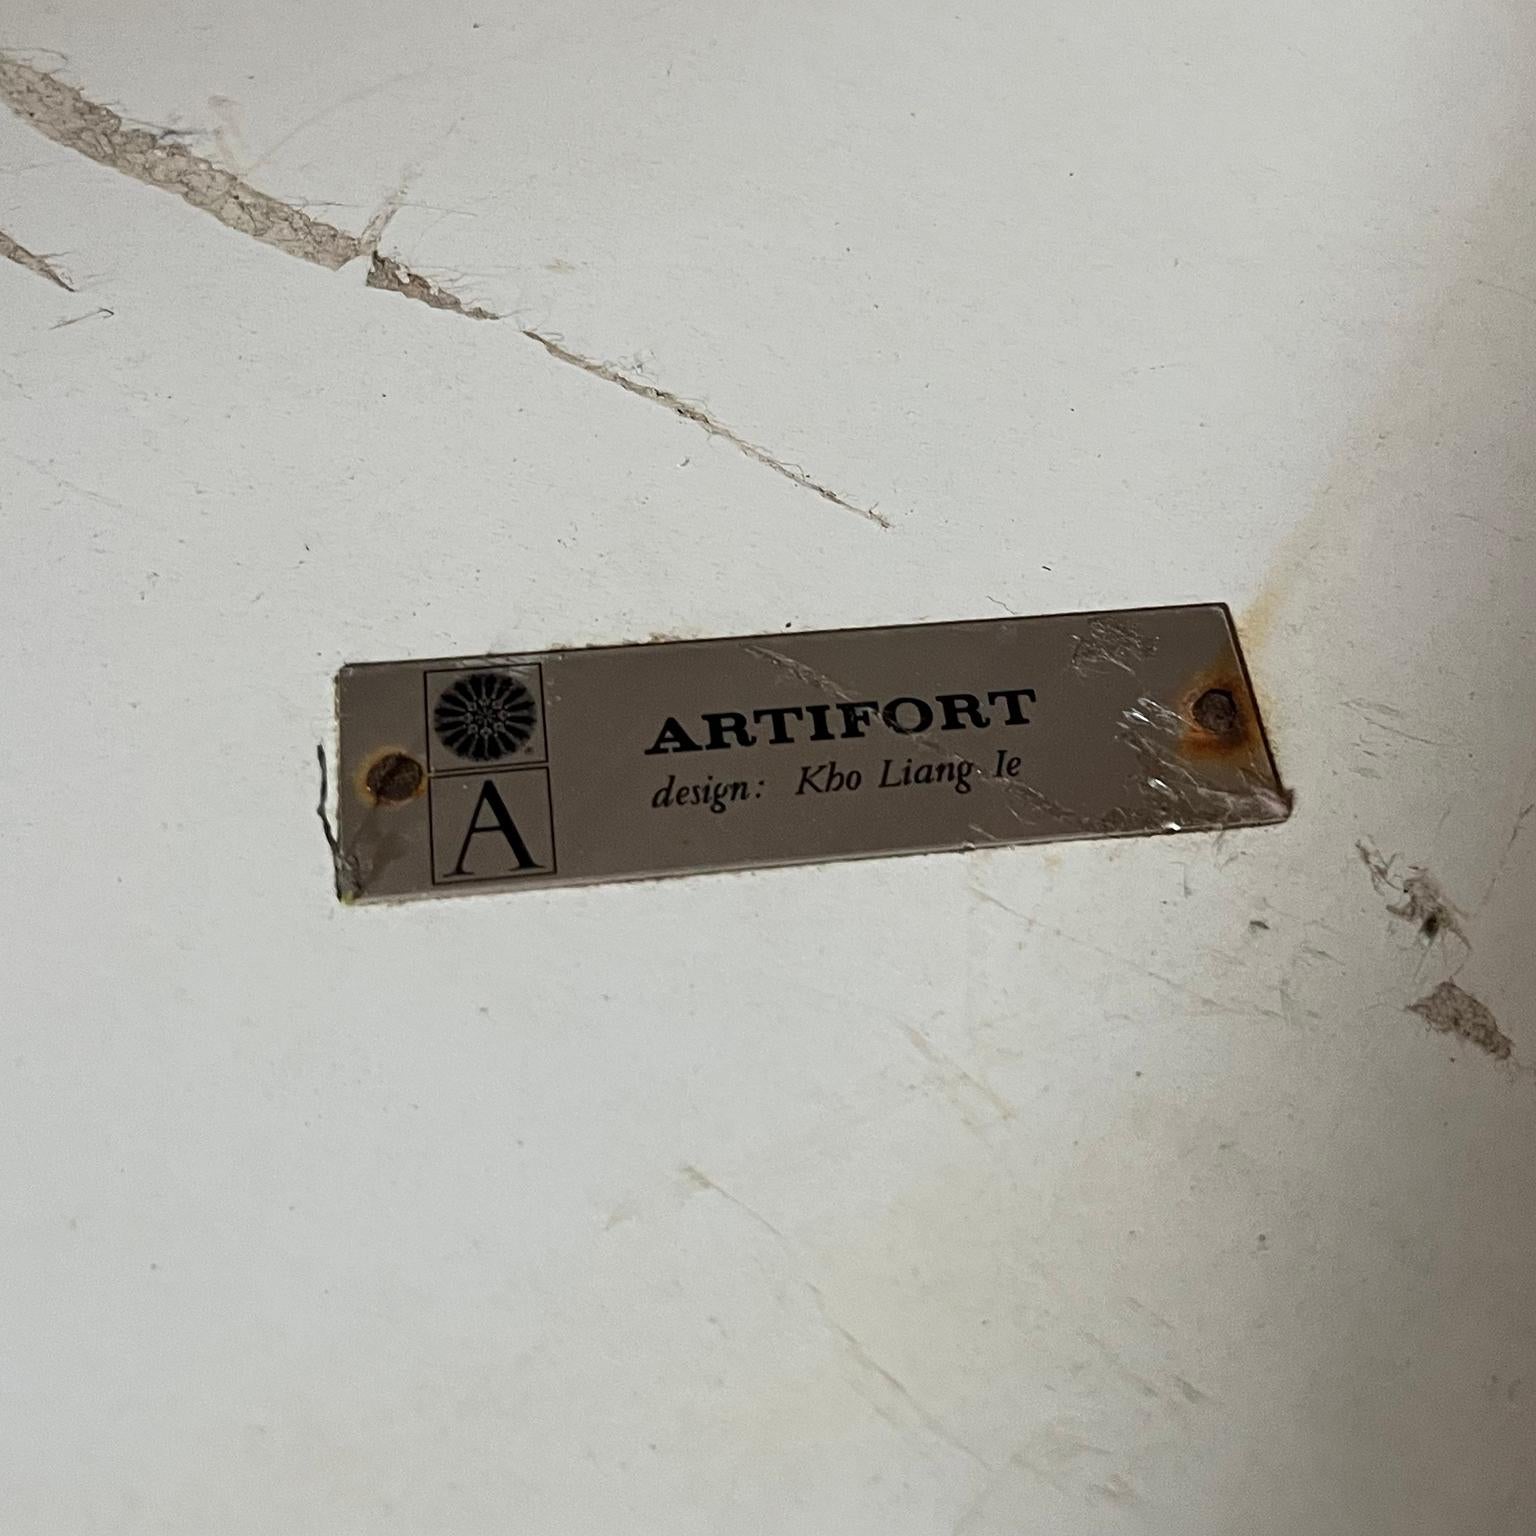 ARTIFORT
design: Kho Liang Ie
A